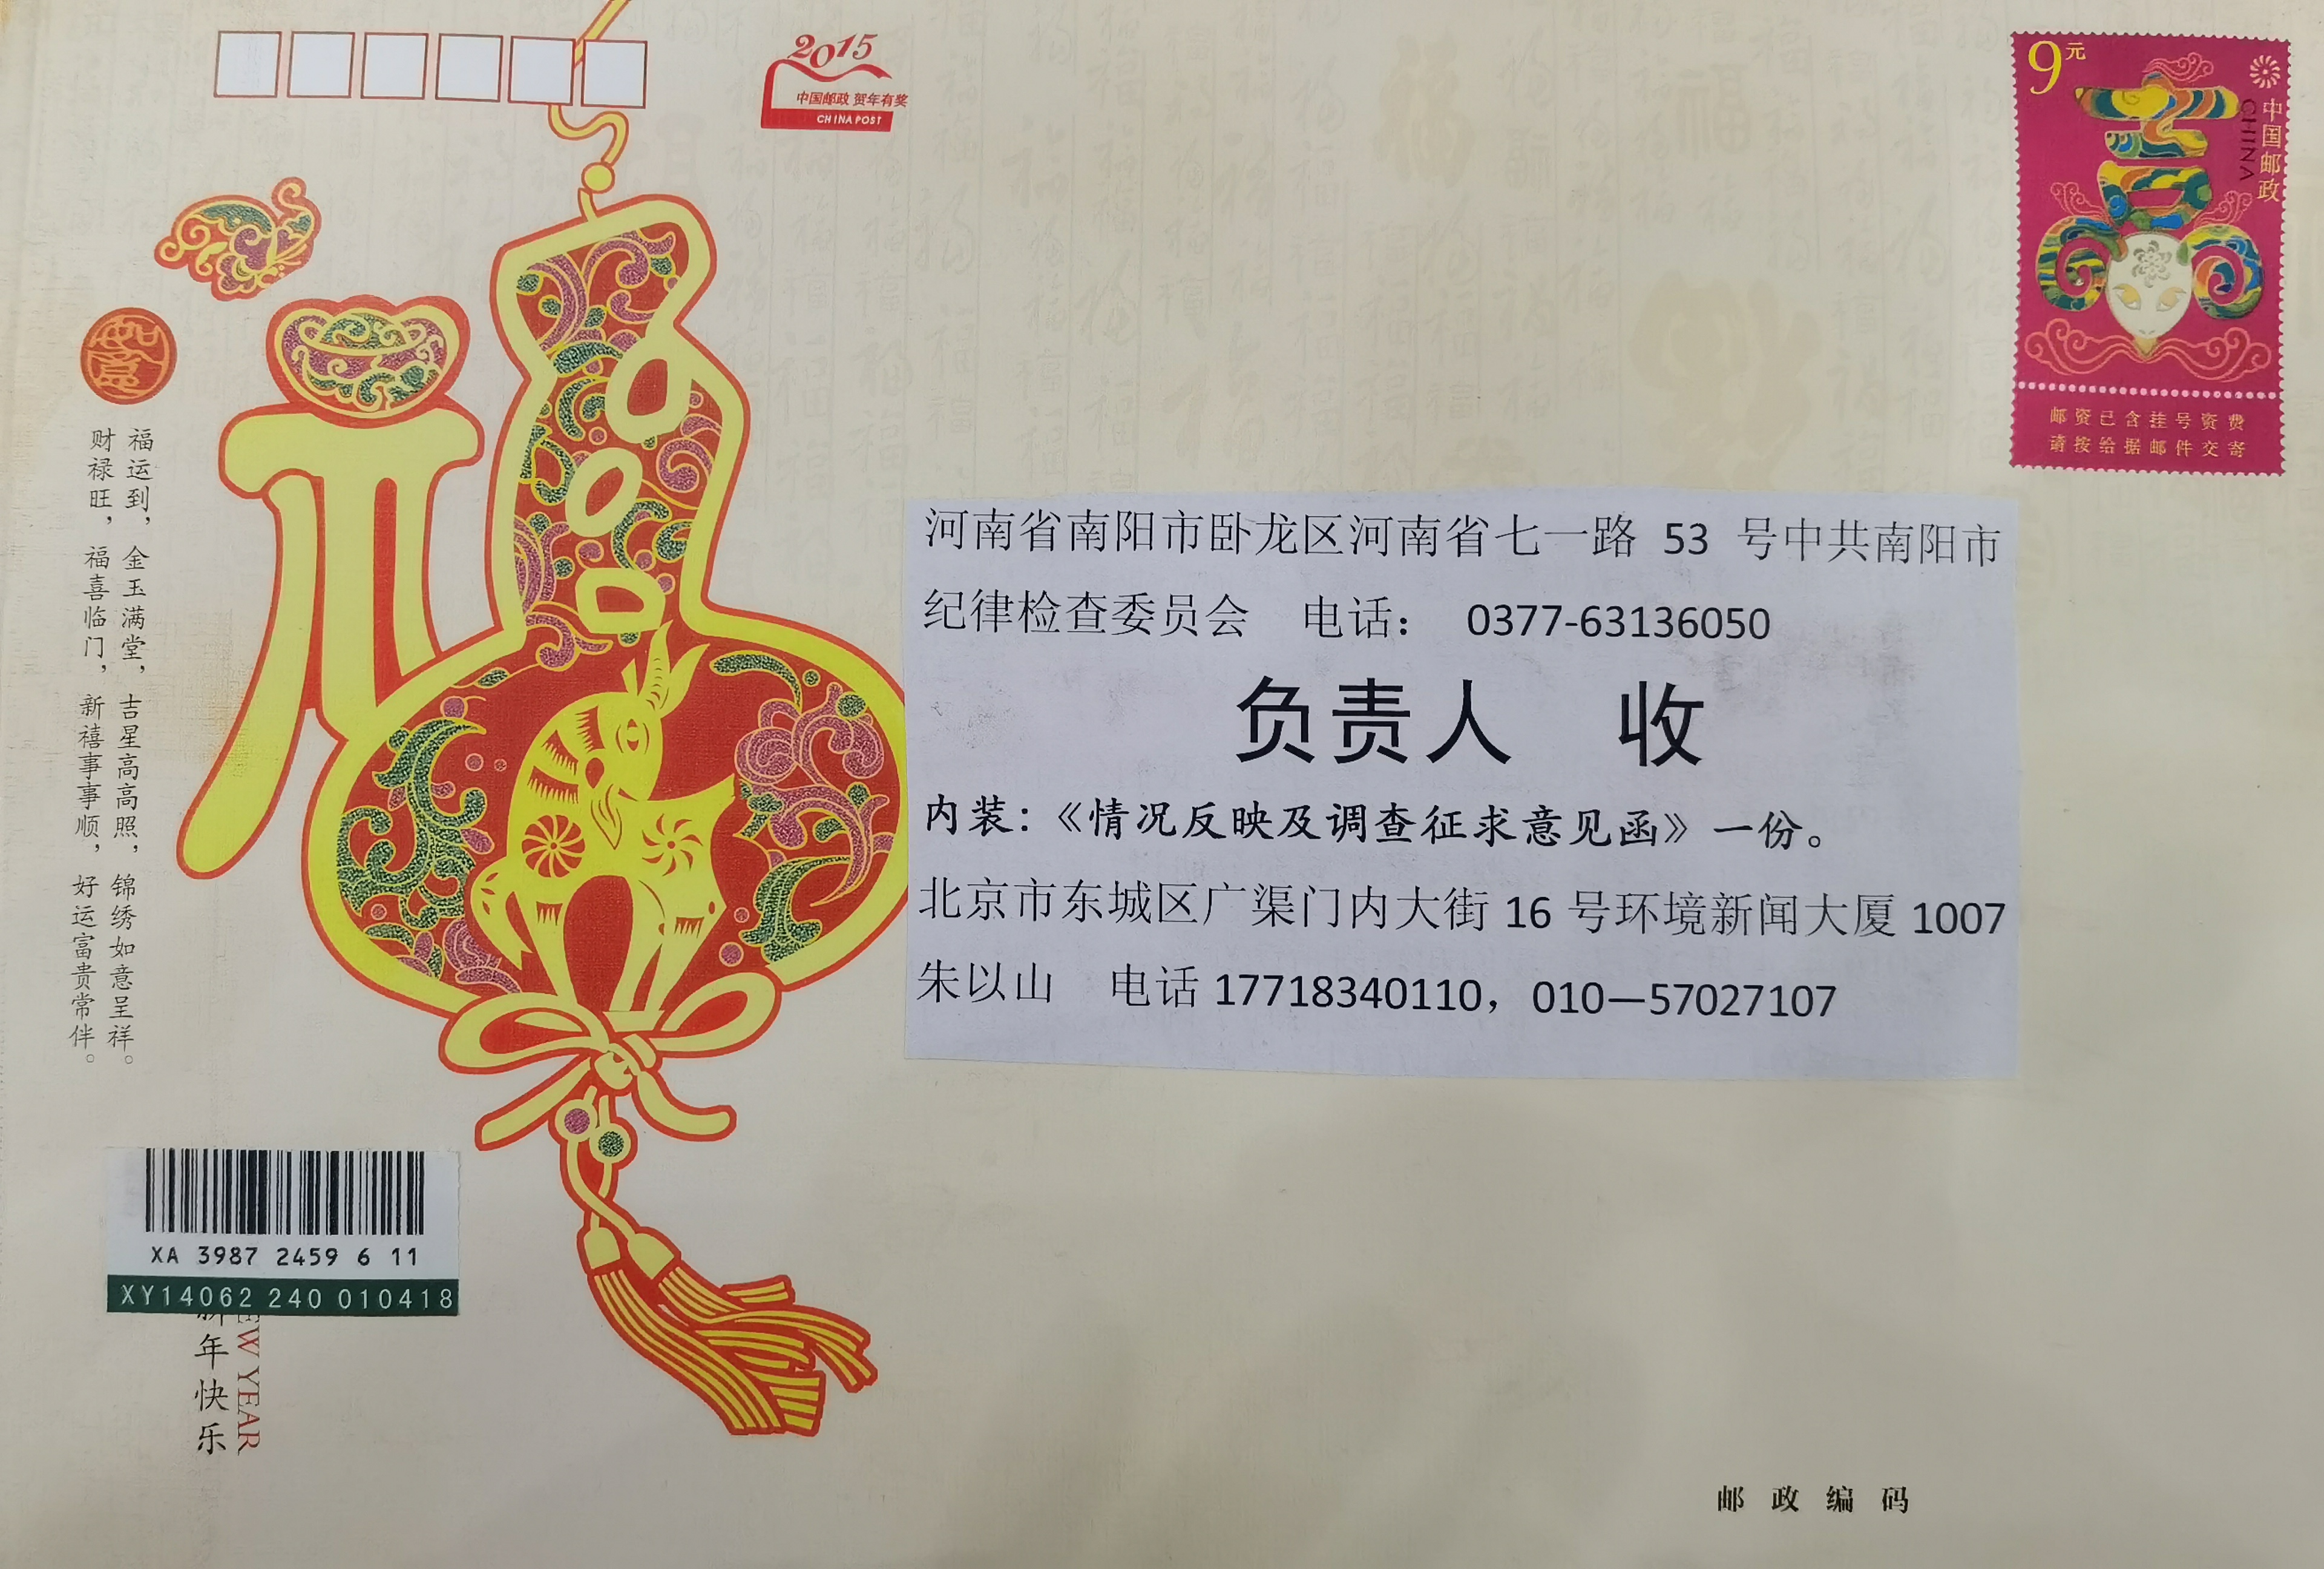 2015
中国邮政 贺年有奖
CHINA POST
9元
中国邮政
CHINA
邮资已含挂号资费
请按给据邮件交寄
如意
福运到，金玉满堂，吉星高高照，锦绣如意呈祥。
财禄旺，福喜临门，新禧事事顺，好运富贵常伴。
河南省南阳市卧龙区河南省七一路 53 号中共南阳市
纪律检查委员会 电话： 0377-63136050
负责人 收
内装：《情况反映及调查征求意见函》一份。
北京市东城区广渠门内大街 16 号环境新闻大厦 1007
朱以山 电话 17718340110，010—57027107
XA 3987 2459 6 11
XY14062 240 010418
新年快乐
EW YEAR
邮政编码